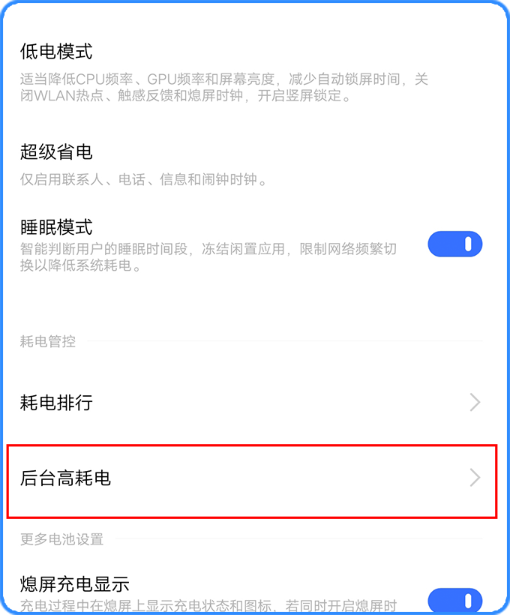 低电模式
适当降低CPU频率、GPU频率和屏幕亮度，减少自动锁屏时间，关
闭WLAN热点、触感反馈和熄屏时钟，开启竖屏锁定。
超级省电
仅启用联系人、电话、信息和闹钟时钟。
睡眠模式
智能判断用户的睡眠时间段，冻结闲置应用，限制网络频繁切
换以降低系统耗电。
耗电管控
耗电排行
后台高耗电
更多电池设置
熄屏充电显示
充电过程中在熄屏上显示充电状态和图标，若同时开启熄屏时